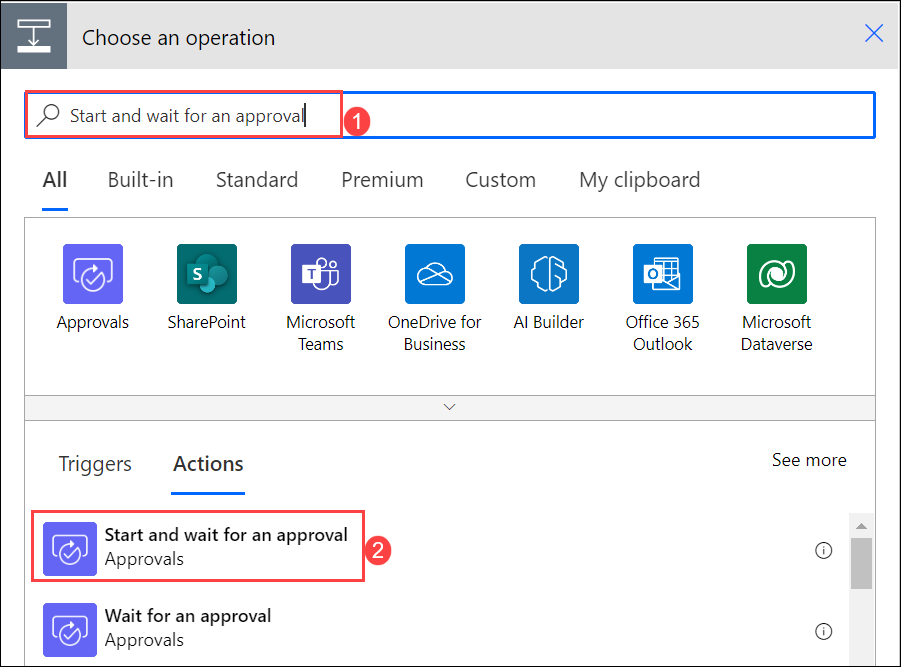 Choose an operation
Start and wait for an approval
1
All Built-in Standard Premium Custom My clipboard
Approvals SharePoint Microsoft Teams OneDrive for Business AI Builder Office 365 Outlook Microsoft Dataverse
Triggers Actions See more
Start and wait for an approval
Approvals
2
Wait for an approval
Approvals